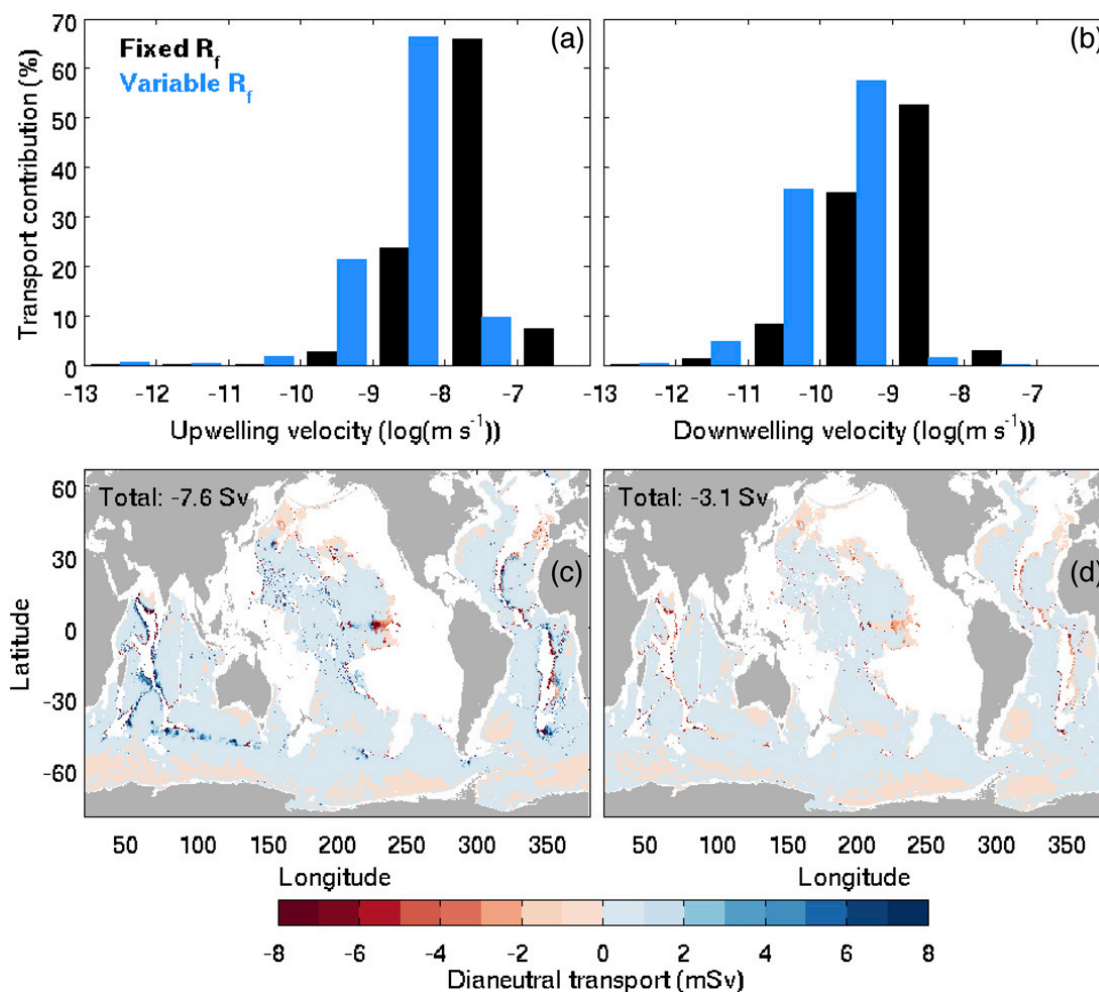 70
60
50
40
30
20
10
0
Transport contribution (%)
Fixed R_f
Variable R_f
(a)
(b)
-13 -12 -11 -10 -9 -8 -7
-13 -12 -11 -10 -9 -8 -7
Upwelling velocity (log(m s⁻¹))
Downwelling velocity (log(m s⁻¹))
Total: -7.6 Sv
Total: -3.1 Sv
(c)
(d)
60
30
0
-30
-60
Latitude
50 100 150 200 250 300 350
50 100 150 200 250 300 350
Longitude
Longitude
-8 -6 -4 -2 0 2 4 6 8
Dianeutral transport (mSv)